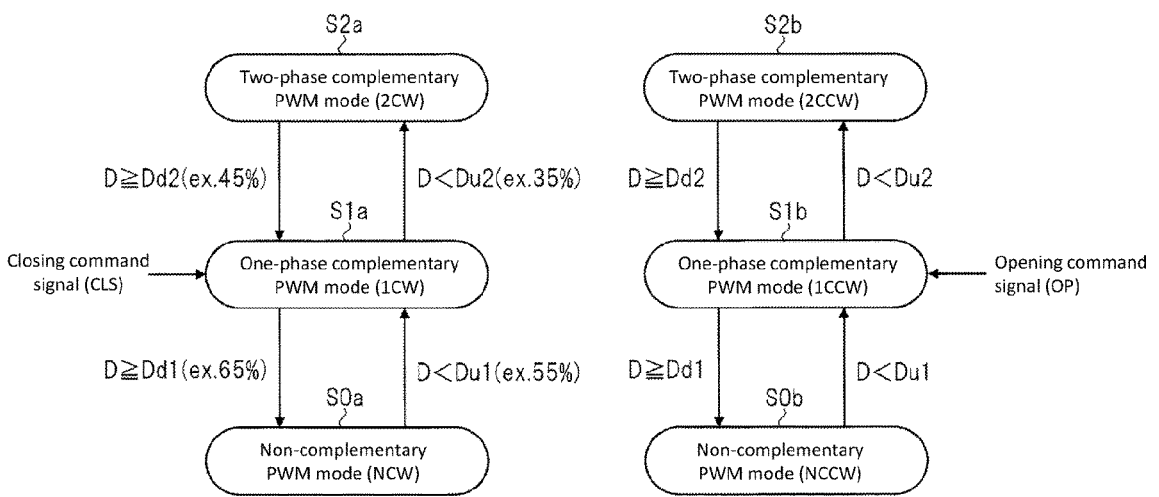 S2a
S2b
Two-phase complementary
PWM mode (2CW)
Two-phase complementary
PWM mode (2CCW)
D≧Dd2(ex.45%)
D<Du2(ex.35%)
D≧Dd2
D<Du2
S1a
S1b
Closing command
signal (CLS)
One-phase complementary
PWM mode (1CW)
One-phase complementary
PWM mode (1CCW)
Opening command
signal (OP)
D≧Dd1(ex.65%)
D<Du1(ex.55%)
D≧Dd1
D<Du1
S0a
S0b
Non-complementary
PWM mode (NCW)
Non-complementary
PWM mode (NCCW)